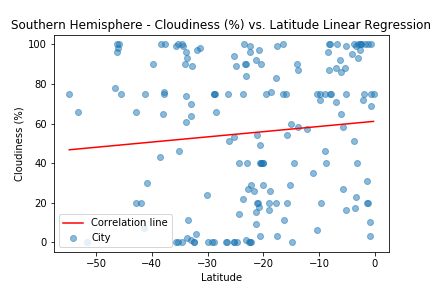 Southern Hemisphere - Cloudiness (%) vs. Latitude Linear Regression
100
80
60
40
20
0
Cloudiness (%)
Correlation line
City
−50 −40 −30 −20 −10 0
Latitude